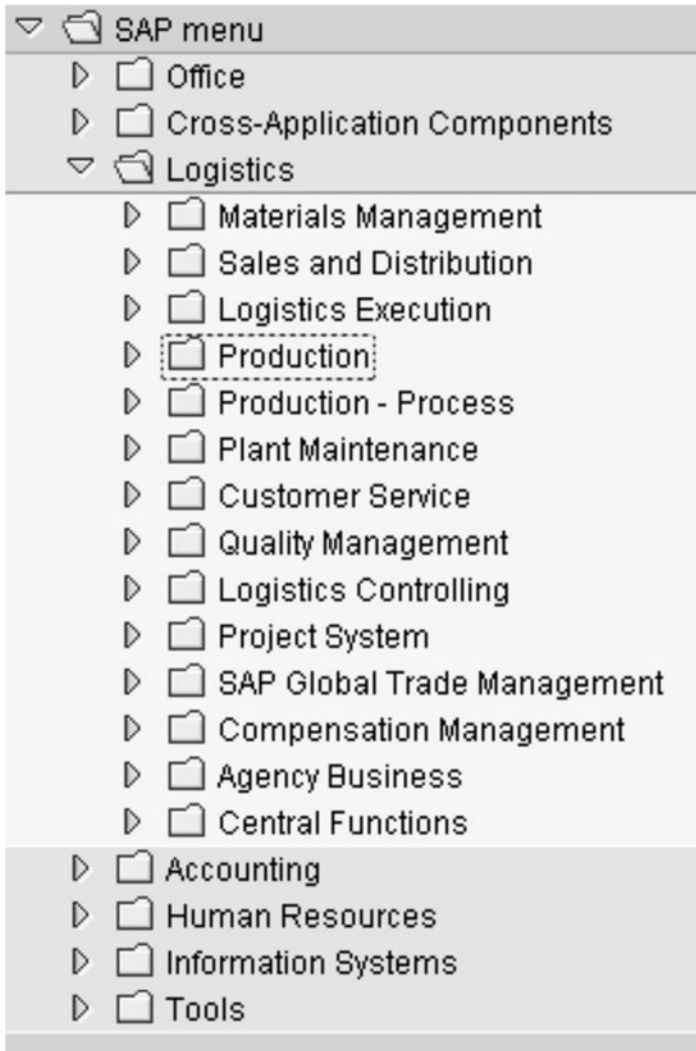 SAP menu
Office
Cross-Application Components
Logistics
Materials Management
Sales and Distribution
Logistics Execution
Production
Production - Process
Plant Maintenance
Customer Service
Quality Management
Logistics Controlling
Project System
SAP Global Trade Management
Compensation Management
Agency Business
Central Functions
Accounting
Human Resources
Information Systems
Tools